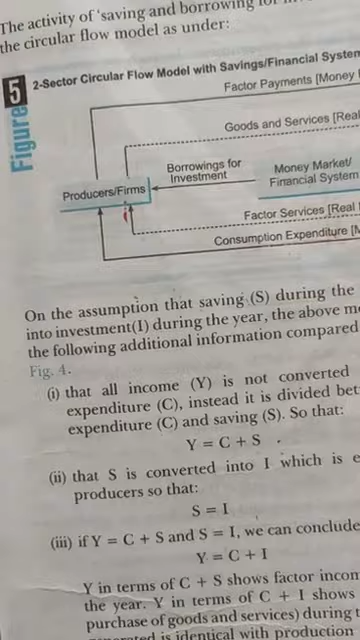 The activity of 'saving and borrowing for
the circular flow model as under:
Figure 5
2-Sector Circular Flow Model with Savings/Financial System
Factor Payments [Money
Goods and Services [Real
Borrowings for
Investment
Money Market/
Financial System
Producers/Firms
Factor Services [Real
Consumption Expenditure [M
On the assumption that saving (S) during the
into investment(I) during the year, the above
the following additional information compared
Fig. 4.
(i) that all income (Y) is not converted
expenditure (C), instead it is divided bet
expenditure (C) and saving (S). So that:
Y = C + S
(ii) that S is converted into I which is e
producers so that:
S = I
(iii) if Y = C + S and S = I, we can conclude
Y = C + I
Y in terms of C + S shows factor incom
the year. Y in terms of C + I shows
purchase of goods and services) during t
is identical with production